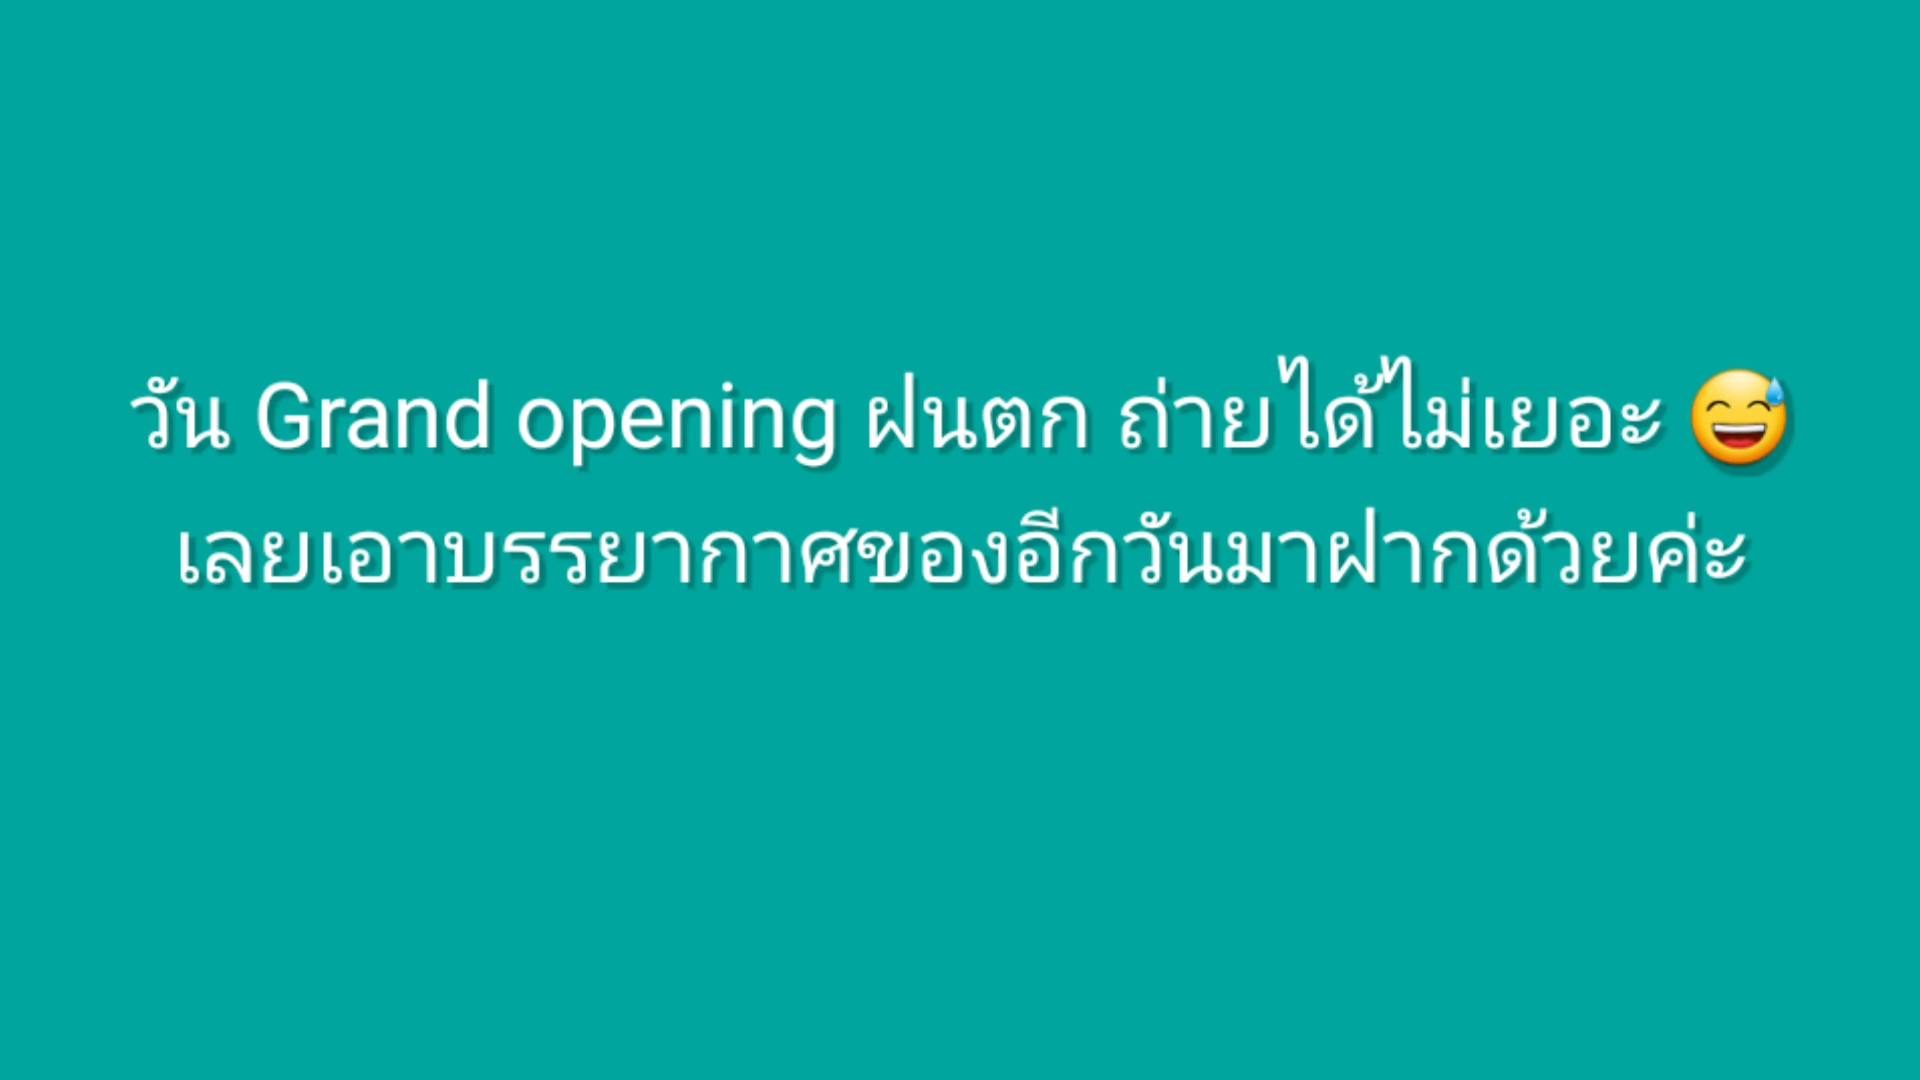 วัน Grand opening ฝนตก ถ่ายได้ไม่เยอะ 😅
เลยเอาบรรยากาศของอีกวันมาฝากด้วยค่ะ